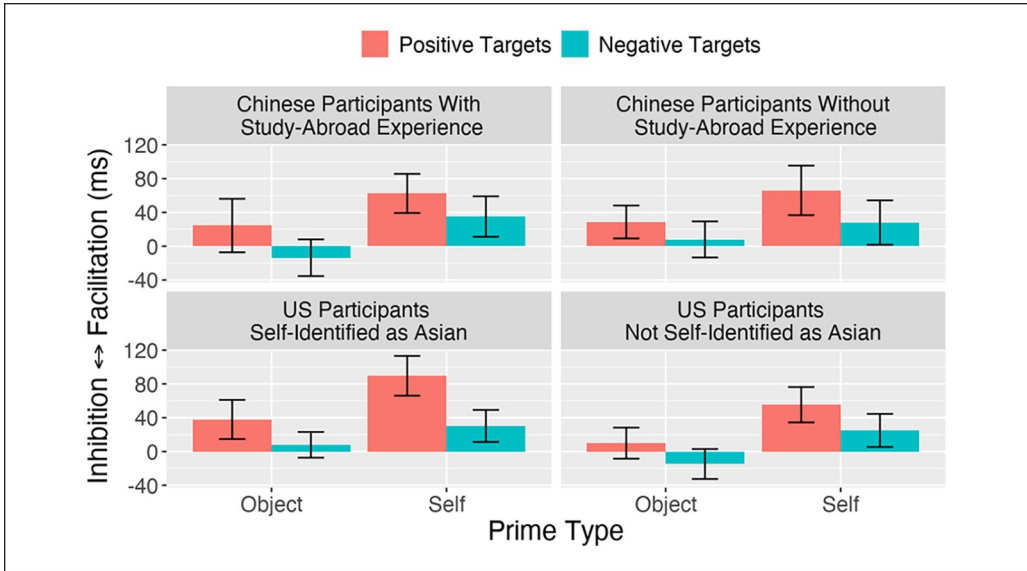 Positive Targets Negative Targets
Chinese Participants With
Study-Abroad Experience
Chinese Participants Without
Study-Abroad Experience
120
80
40
0
-40
US Participants
Self-Identified as Asian
US Participants
Not Self-Identified as Asian
120
80
40
0
-40
Inhibition ↔ Facilitation (ms)
Object Self Object Self
Prime Type